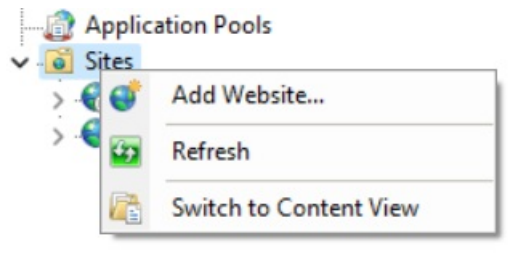 Application Pools
Sites
Add Website...
Refresh
Switch to Content View